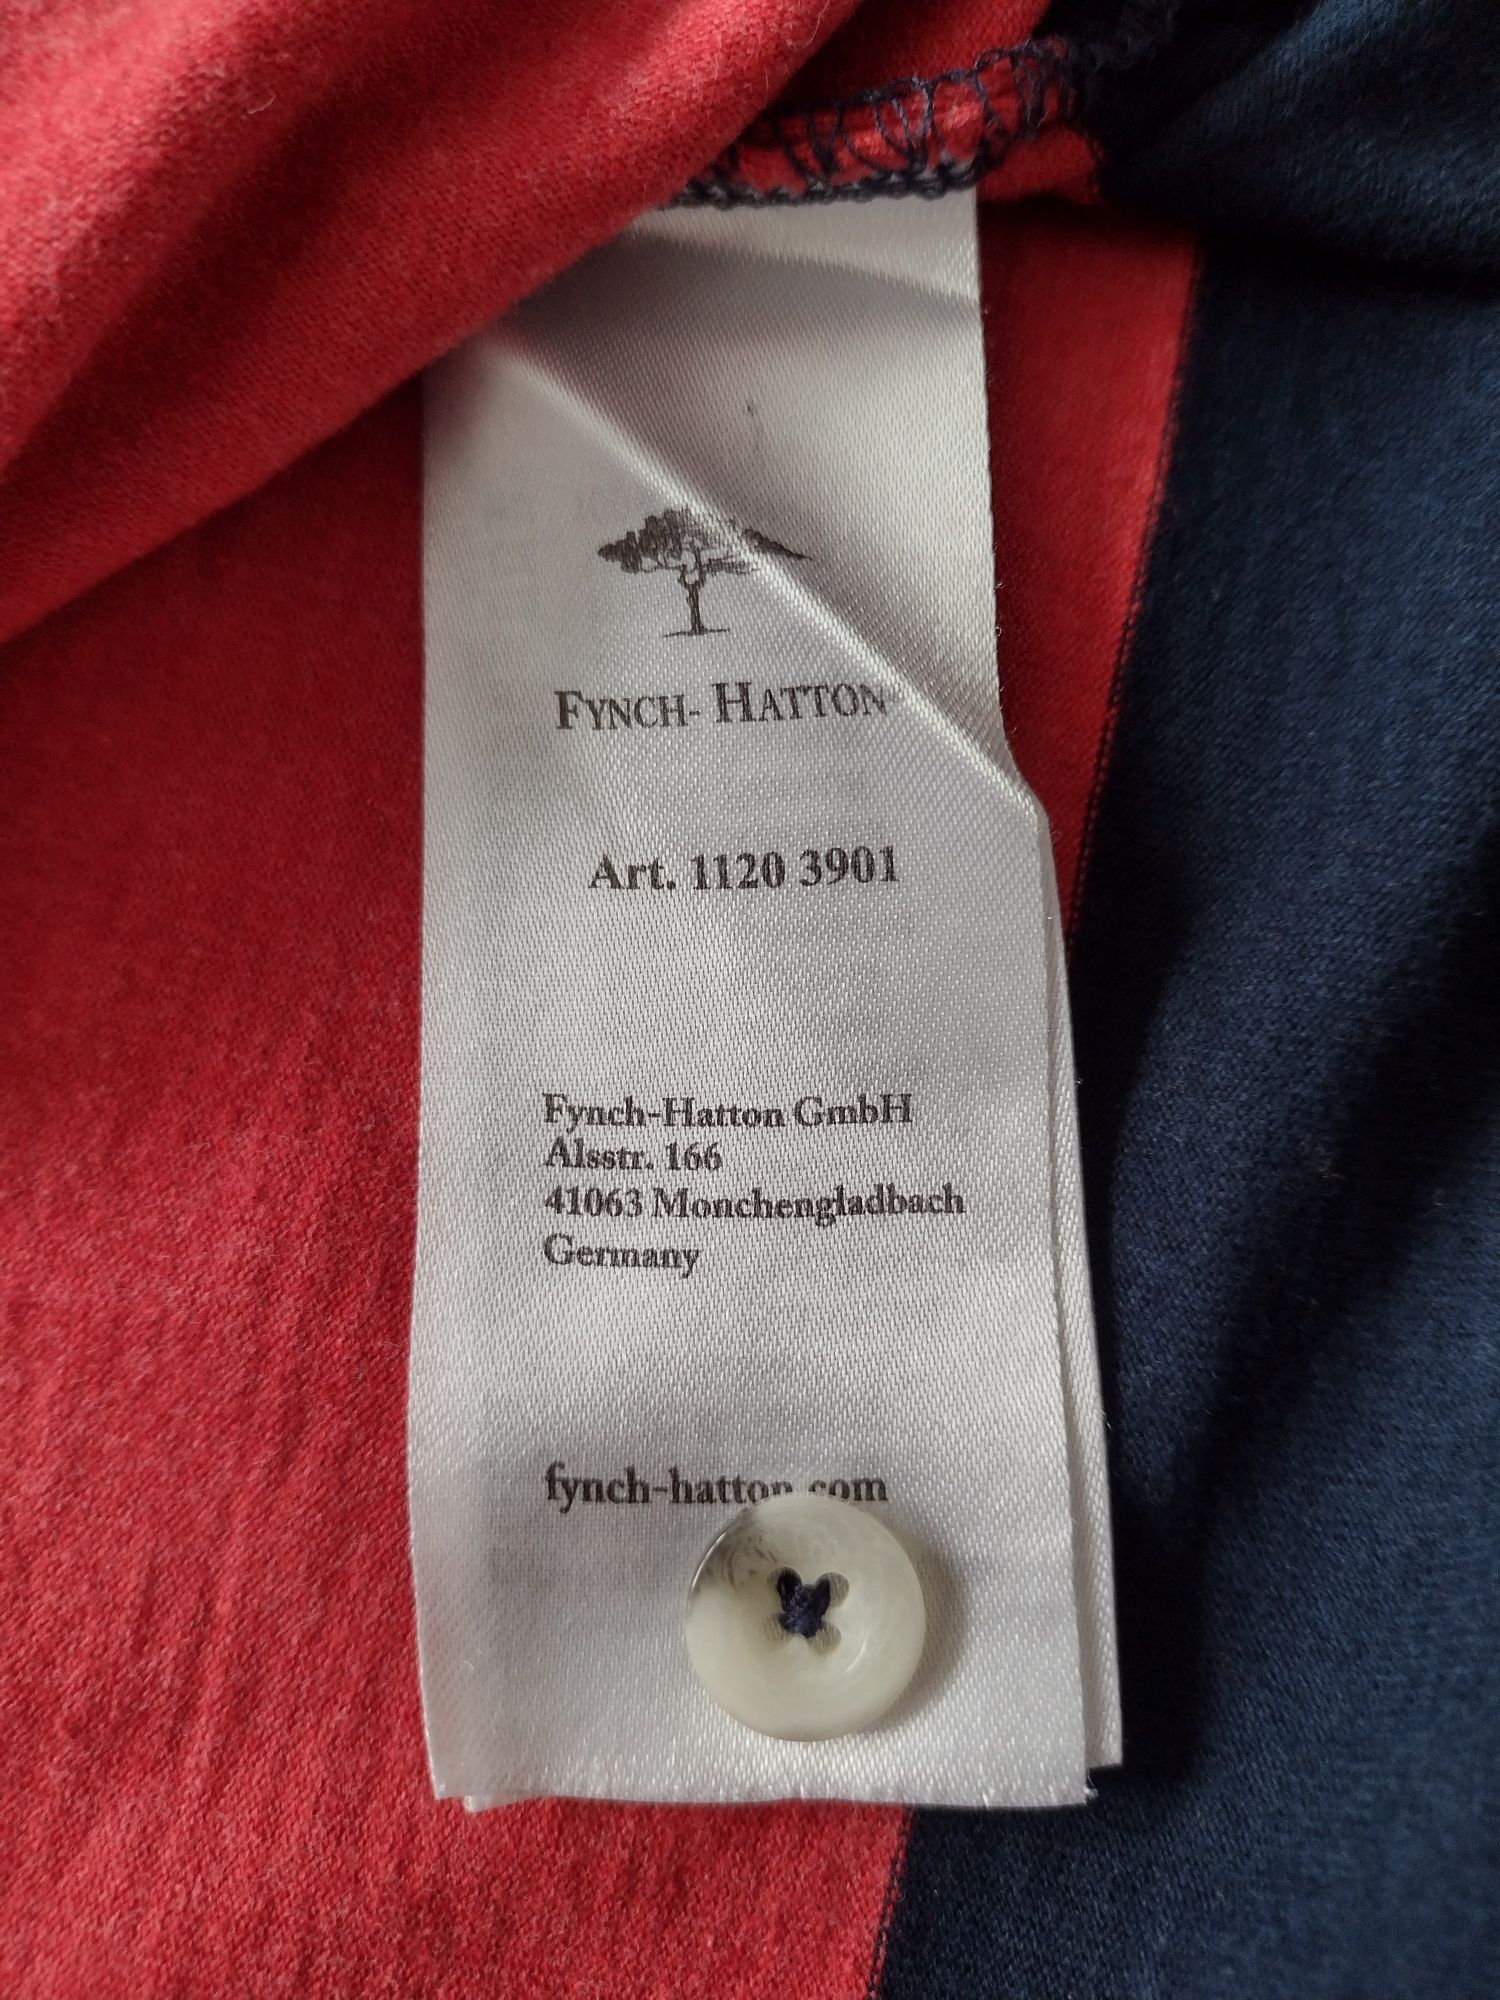 FYNCH-HATTON
Art. 1120 3901
Fynch-Hatton GmbH
Alsstr. 166
41063 Monchengladbach
Germany
fynch-hatton.com